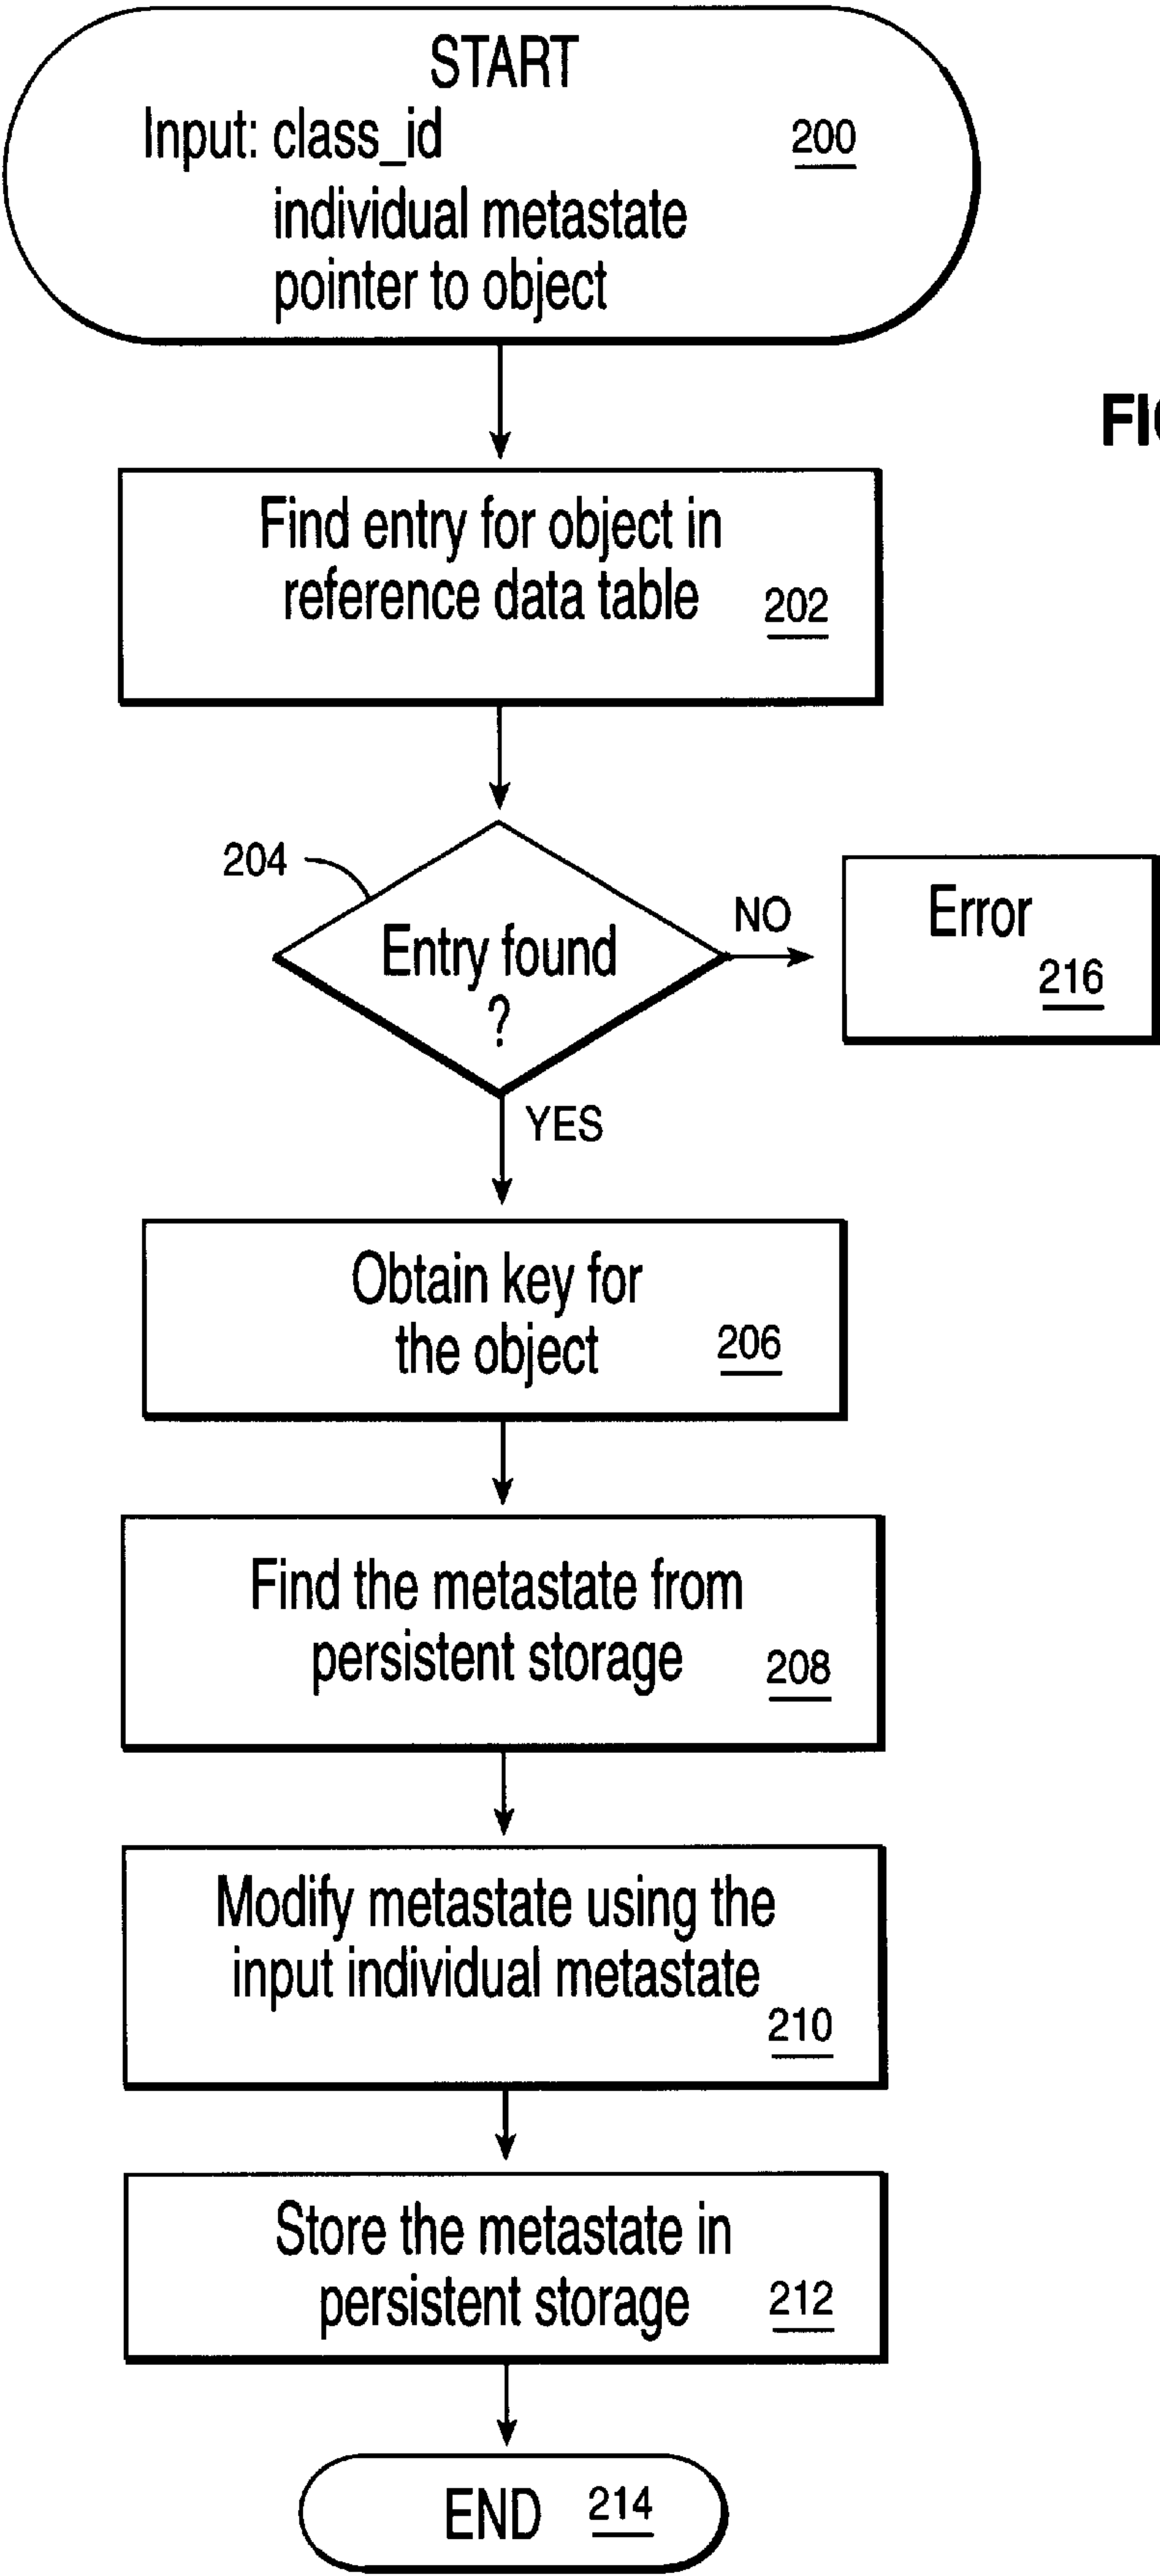 START
Input: class_id
200
individual metastate
pointer to object
Find entry for object in
reference data table
202
204
Entry found
?
NO
Error
216
YES
Obtain key for
the object
206
Find the metastate from
persistent storage
208
Modify metastate using the
input individual metastate
210
Store the metastate in
persistent storage
212
END 214